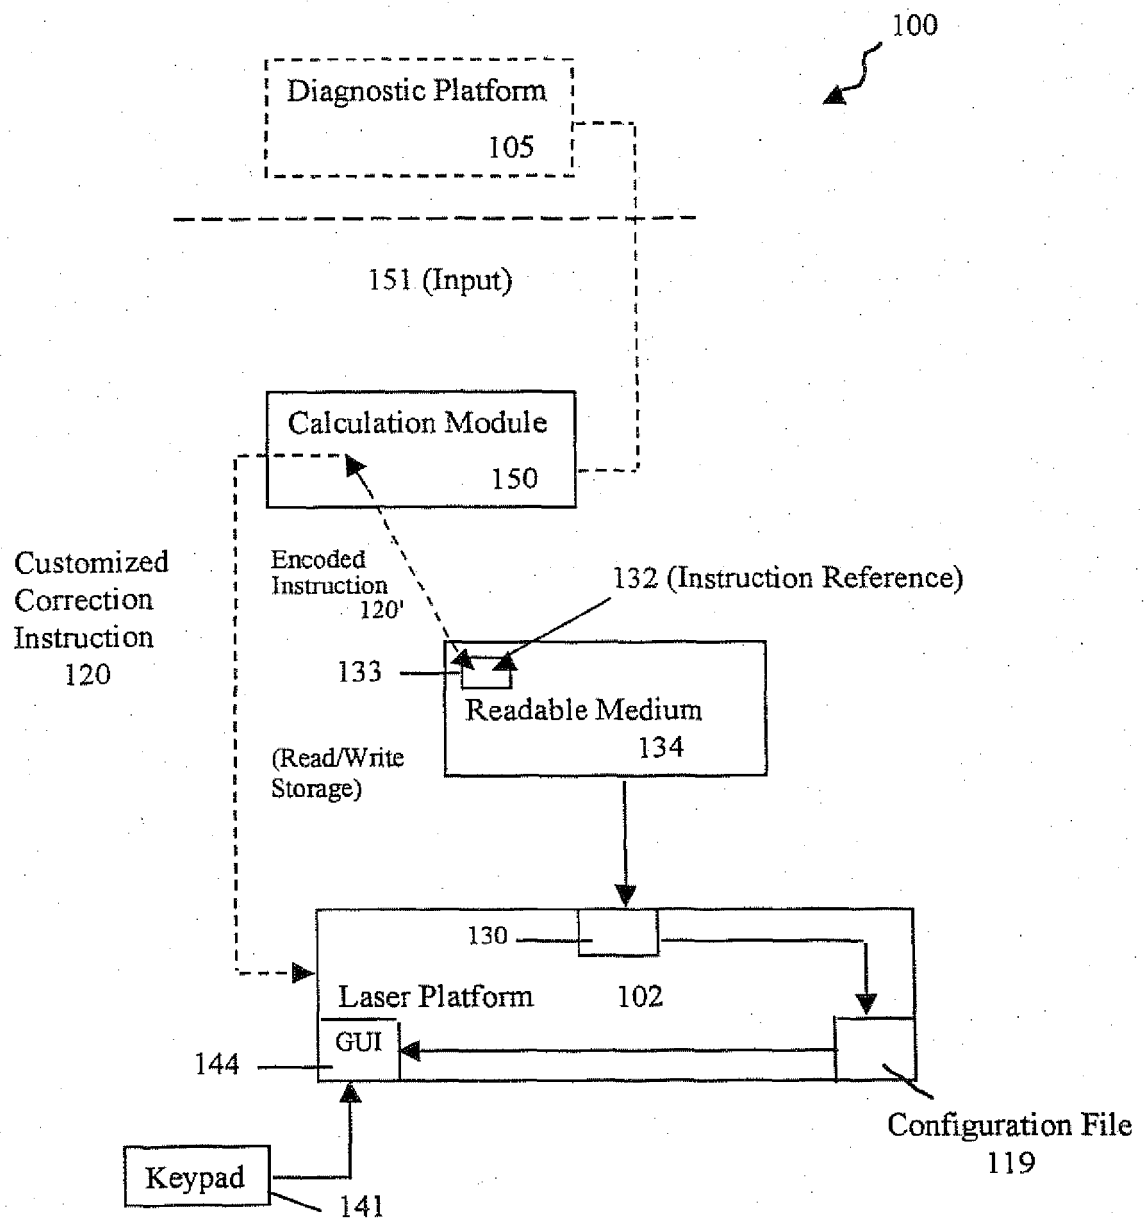 100
Diagnostic Platform
105
151 (Input)
Calculation Module
150
Customized
Correction
Instruction
120
Encoded
Instruction
120'
132 (Instruction Reference)
133
Readable Medium
134
(Read/Write
Storage)
130
Laser Platform 102
GUI
144
Configuration File
119
Keypad
141